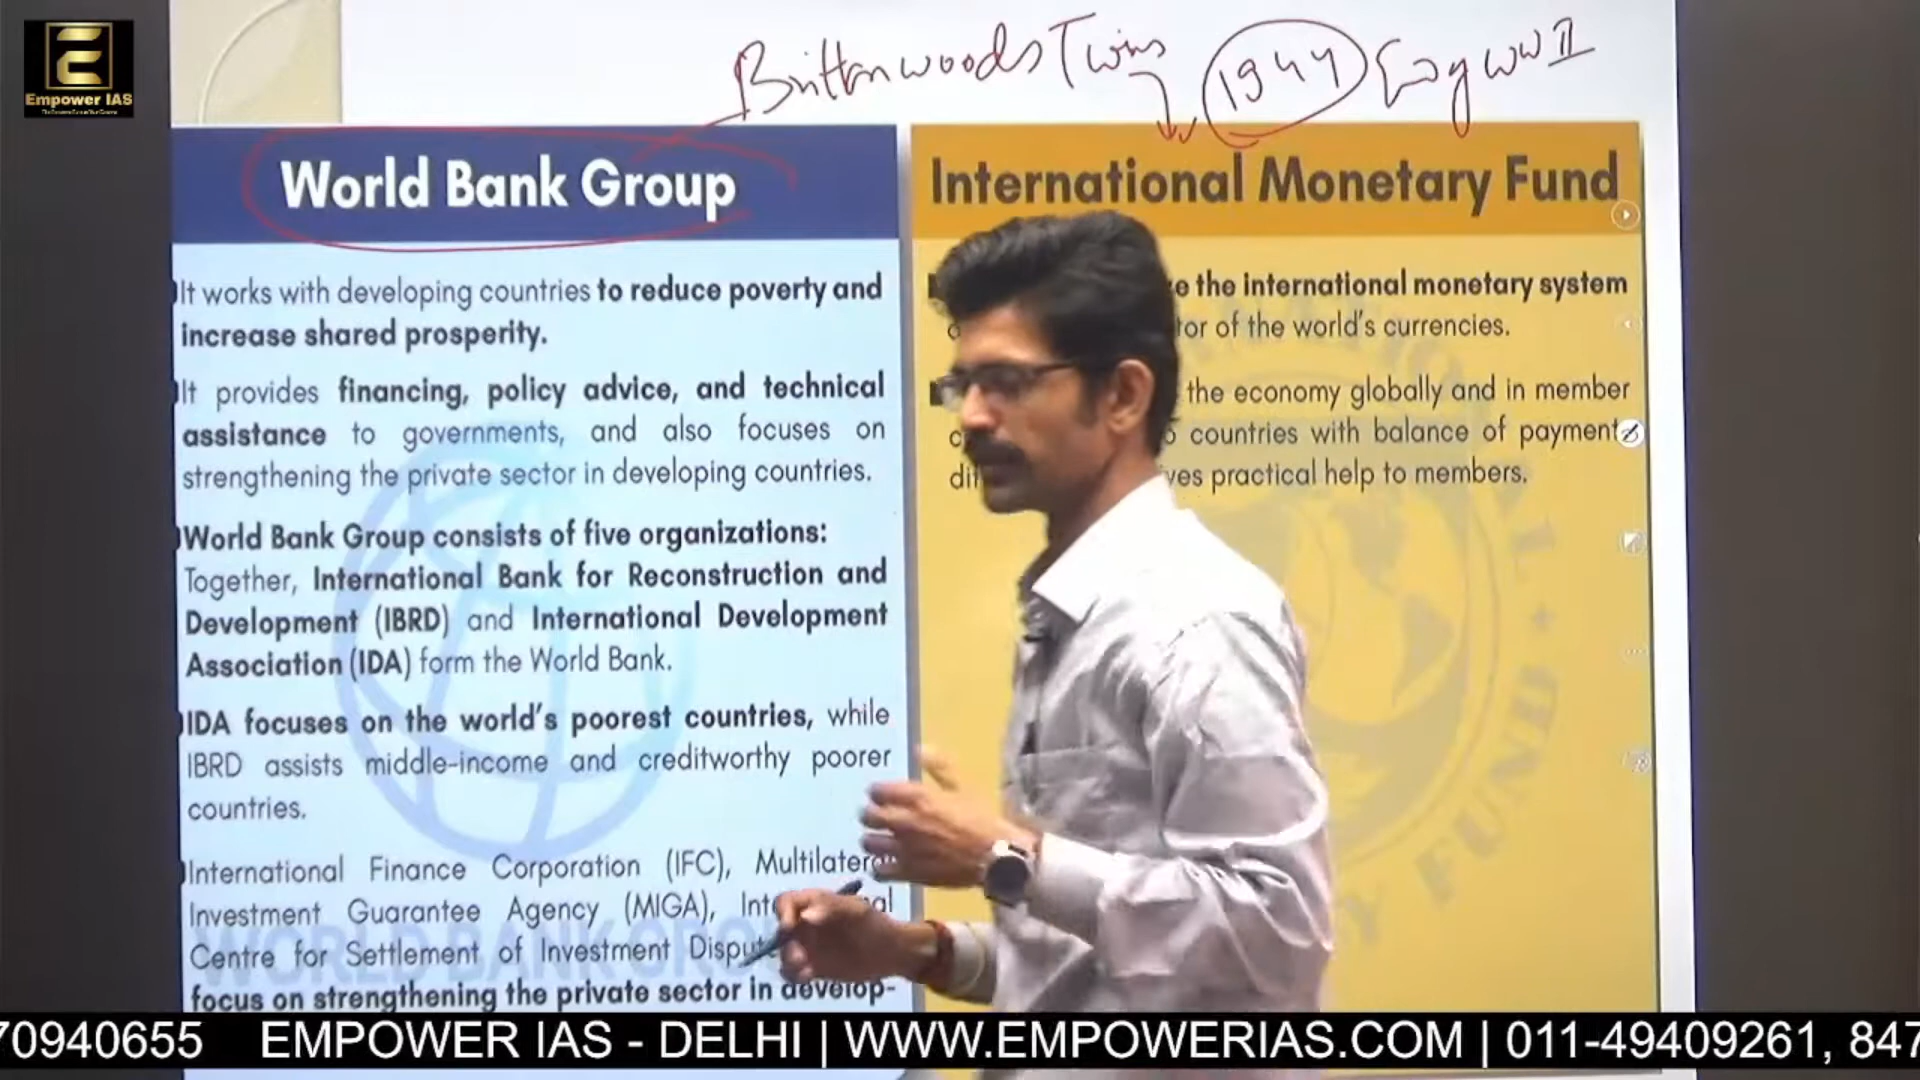 Empower IAS
Brittonwoods Twins 1944 WW II
World Bank Group
It works with developing countries to reduce poverty and
increase shared prosperity.
It provides financing, policy advice, and technical
assistance to governments, and also focuses on
strengthening the private sector in developing countries.
World Bank Group consists of five organizations:
Together, International Bank for Reconstruction and
Development (IBRD) and International Development
Association (IDA) form the World Bank.
IDA focuses on the world's poorest countries, while
IBRD assists middle-income and creditworthy poorer
countries.
International Finance Corporation (IFC), Multilateral
Investment Guarantee Agency (MIGA),
Centre for Settlement of Investment
focus on strengthening the private sector in develop-
International Monetary Fund
the international monetary system
of the world's currencies.
the economy globally and in member
countries with balance of payment
practical help to members.
WORLD BANK GROUP
70940655 EMPOWER IAS - DELHI | WWW.EMPOWERIAS.COM | 011-49409261, 847